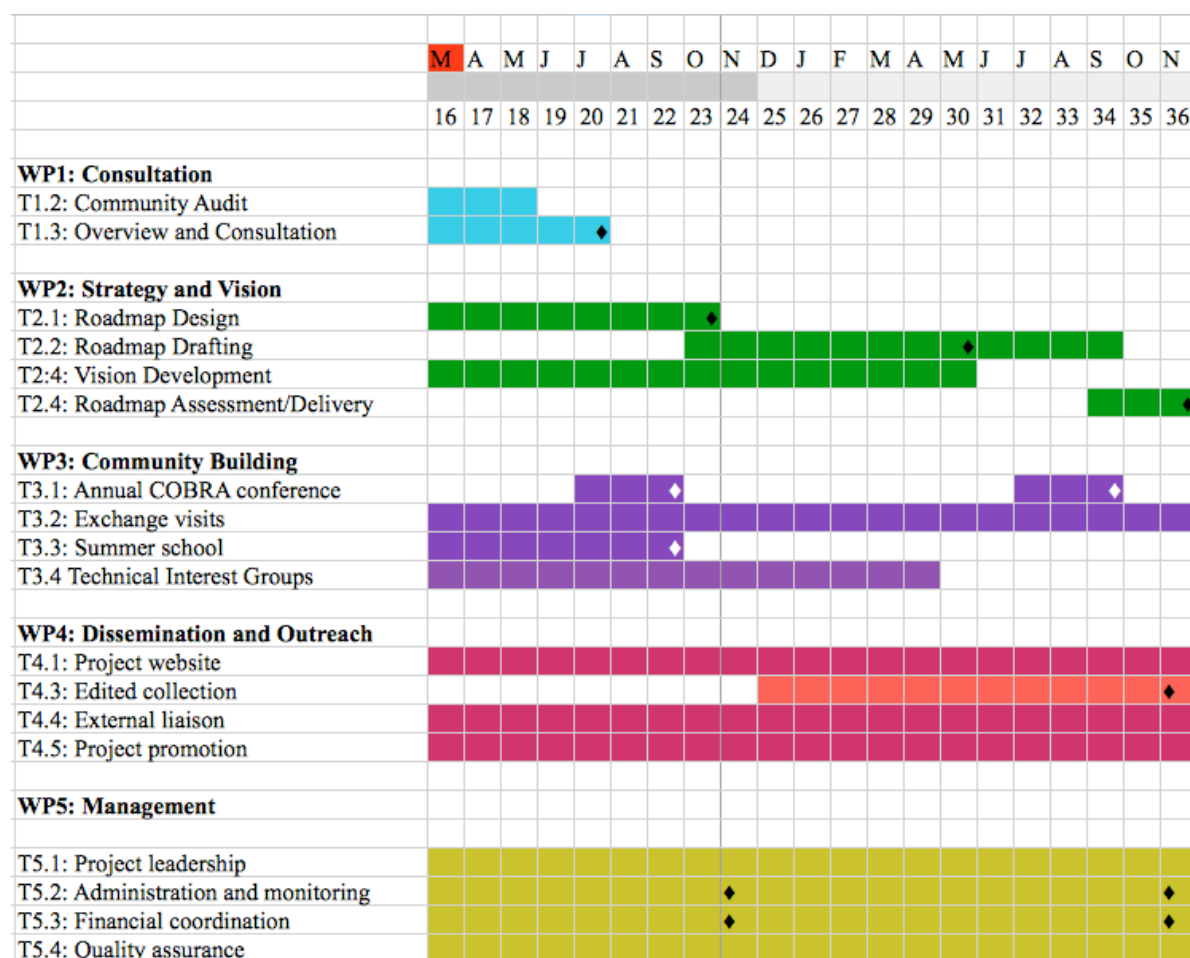 M A M J J A S O N D J F M A M J J A S O N
16 17 18 19 20 21 22 23 24 25 26 27 28 29 30 31 32 33 34 35 36
WP1: Consultation
T1.2: Community Audit
T1.3: Overview and Consultation
WP2: Strategy and Vision
T2.1: Roadmap Design
T2.2: Roadmap Drafting
T2:4: Vision Development
T2.4: Roadmap Assessment/Delivery
WP3: Community Building
T3.1: Annual COBRA conference
T3.2: Exchange visits
T3.3: Summer school
T3.4 Technical Interest Groups
WP4: Dissemination and Outreach
T4.1: Project website
T4.3: Edited collection
T4.4: External liaison
T4.5: Project promotion
WP5: Management
T5.1: Project leadership
T5.2: Administration and monitoring
T5.3: Financial coordination
T5.4: Quality assurance